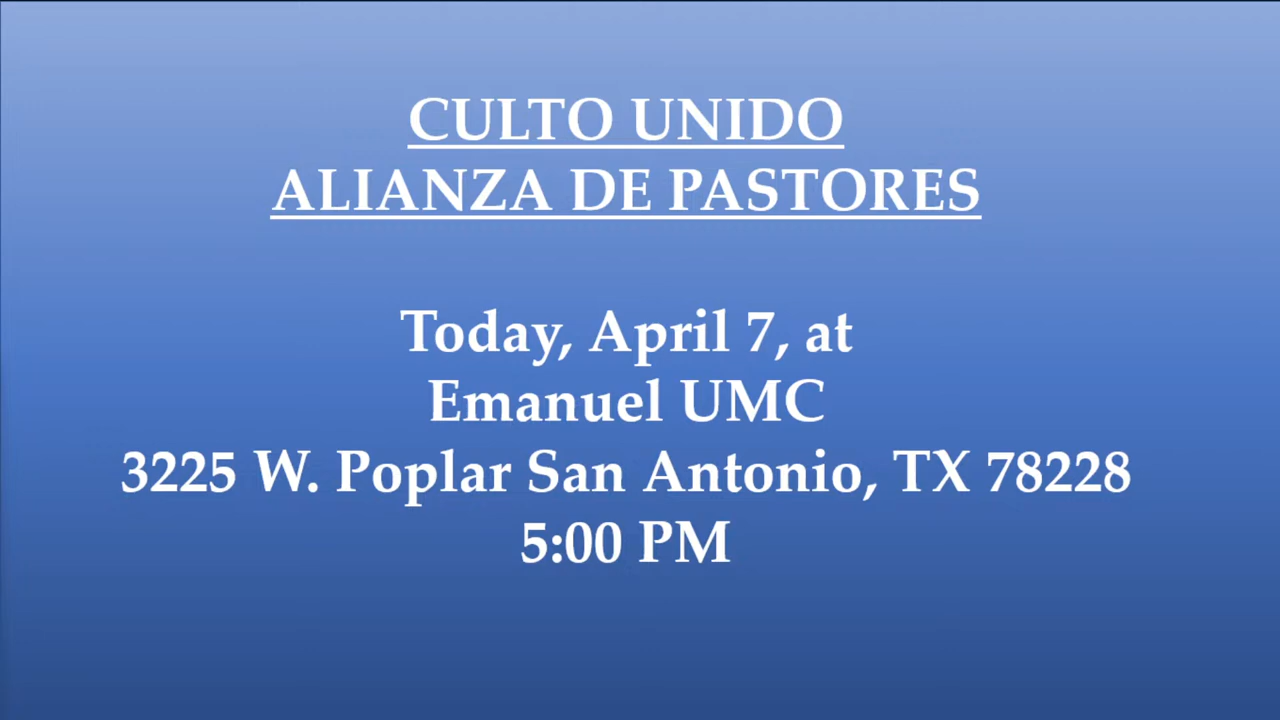 CULTO UNIDO
ALIANZA DE PASTORES
Today, April 7, at
Emanuel UMC
3225 W. Poplar San Antonio, TX 78228
5:00 PM